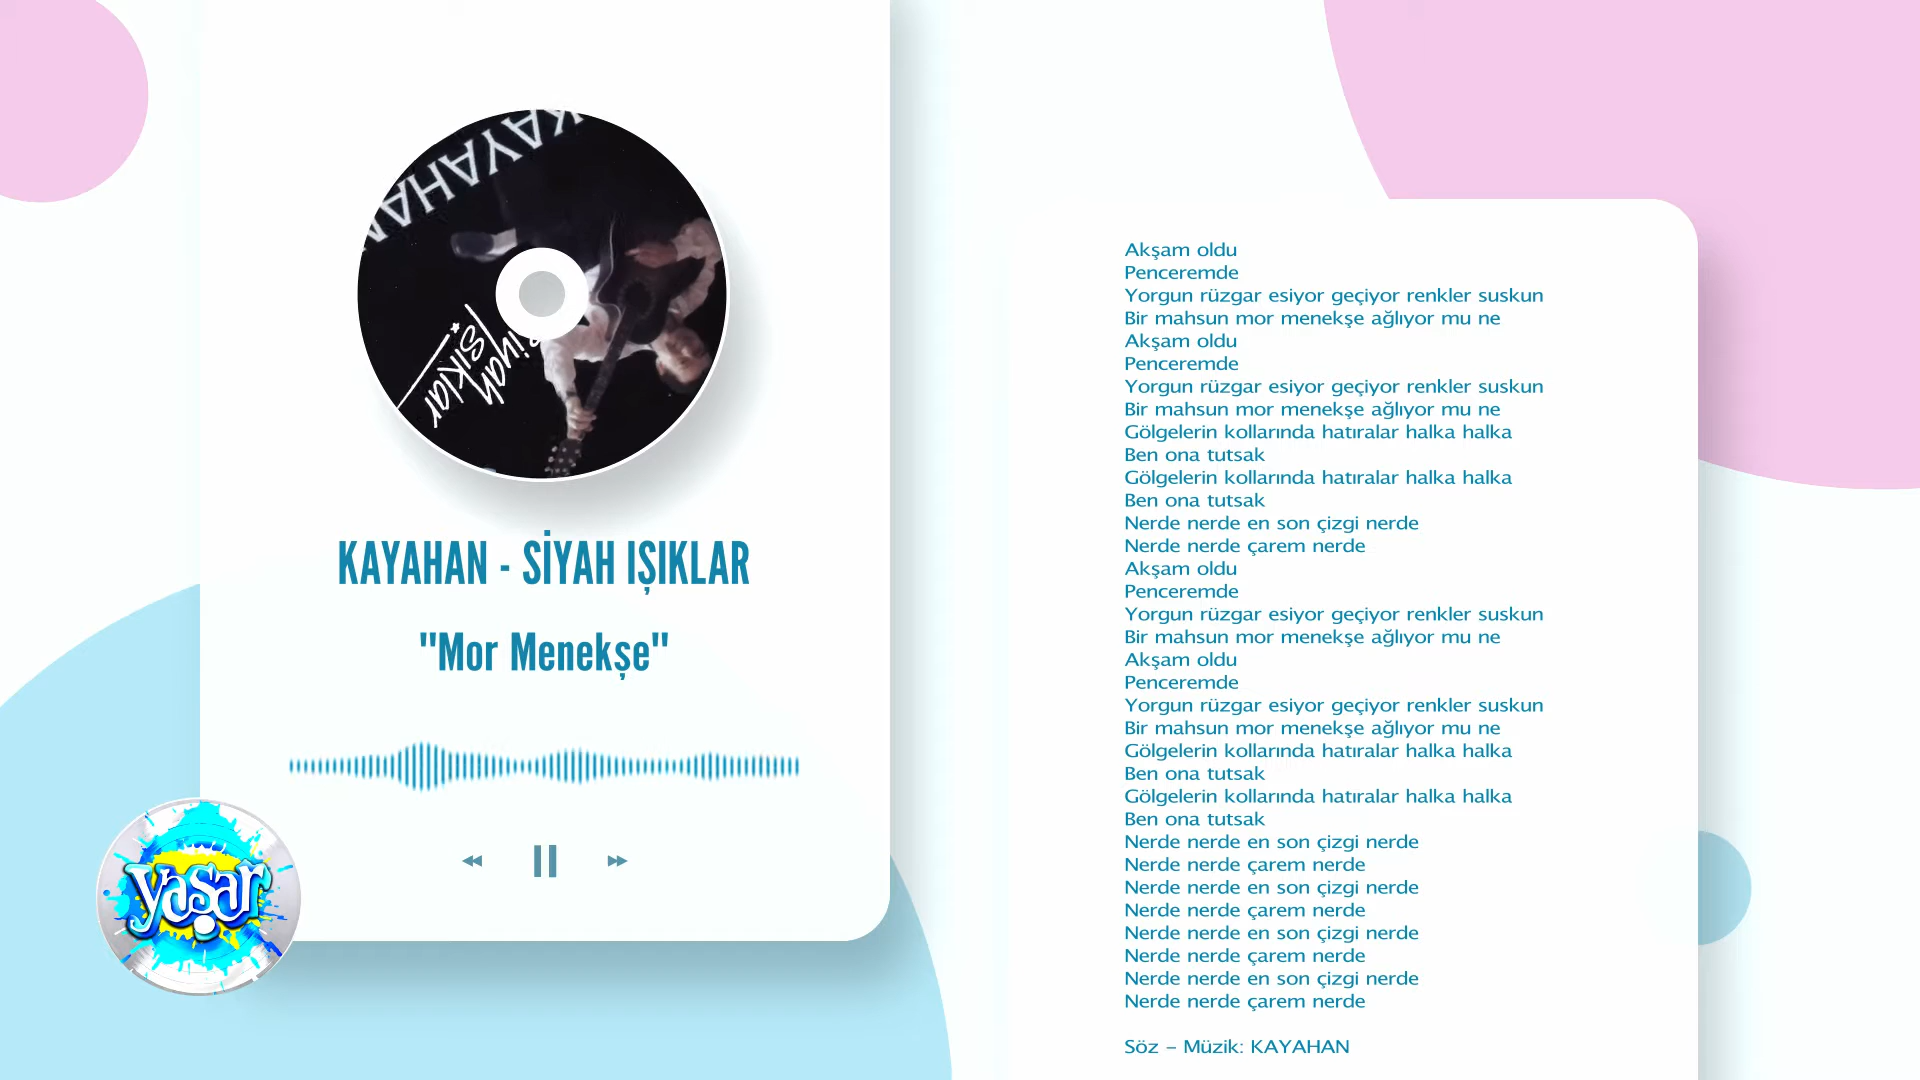 KAYAHAN
Siyah
Işıklar
KAYAHAN - SİYAH IŞIKLAR
"Mor Menekşe"
yaşar
Akşam oldu
Penceremde
Yorgun rüzgar esiyor geçiyor renkler suskun
Bir mahsun mor menekşe ağlıyor mu ne
Akşam oldu
Penceremde
Yorgun rüzgar esiyor geçiyor renkler suskun
Bir mahsun mor menekşe ağlıyor mu ne
Gölgelerin kollarında hatıralar halka halka
Ben ona tutsak
Gölgelerin kollarında hatıralar halka halka
Ben ona tutsak
Nerde nerde en son çizgi nerde
Nerde nerde çarem nerde
Akşam oldu
Penceremde
Yorgun rüzgar esiyor geçiyor renkler suskun
Bir mahsun mor menekşe ağlıyor mu ne
Akşam oldu
Penceremde
Yorgun rüzgar esiyor geçiyor renkler suskun
Bir mahsun mor menekşe ağlıyor mu ne
Gölgelerin kollarında hatıralar halka halka
Ben ona tutsak
Gölgelerin kollarında hatıralar halka halka
Ben ona tutsak
Nerde nerde en son çizgi nerde
Nerde nerde çarem nerde
Nerde nerde en son çizgi nerde
Nerde nerde çarem nerde
Nerde nerde en son çizgi nerde
Nerde nerde çarem nerde
Nerde nerde en son çizgi nerde
Nerde nerde çarem nerde
Söz – Müzik: KAYAHAN